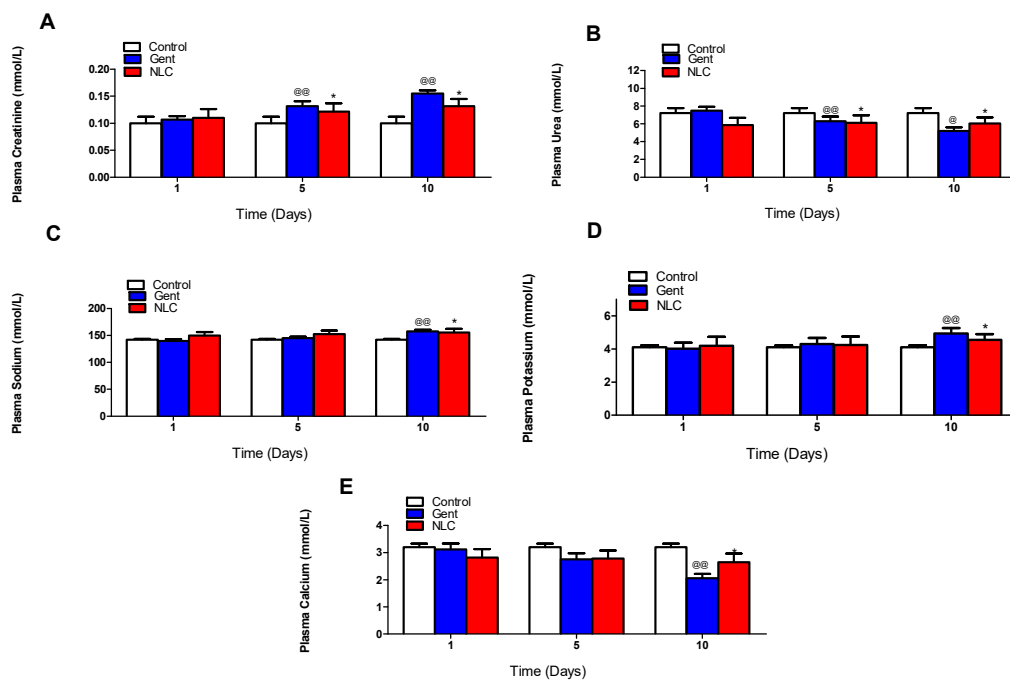 A
Control
Gent
NLC
Plasma Creatinine (mmol/L)
0.20
0.15
0.10
0.05
0.00
@@
*
@@
*
1
5
10
Time (Days)
B
Control
Gent
NLC
Plasma Urea (mmol/L)
12
10
8
6
4
2
0
@@
*
@
*
1
5
10
Time (Days)
C
Control
Gent
NLC
Plasma Sodium (mmol/L)
200
150
100
50
0
@@
*
1
5
10
Time (Days)
D
Control
Gent
NLC
Plasma Potassium (mmol/L)
6
4
2
0
@@
*
1
5
10
Time (Days)
E
Control
Gent
NLC
Plasma Calcium (mmol/L)
4
3
2
1
0
@@
*
1
5
10
Time (Days)